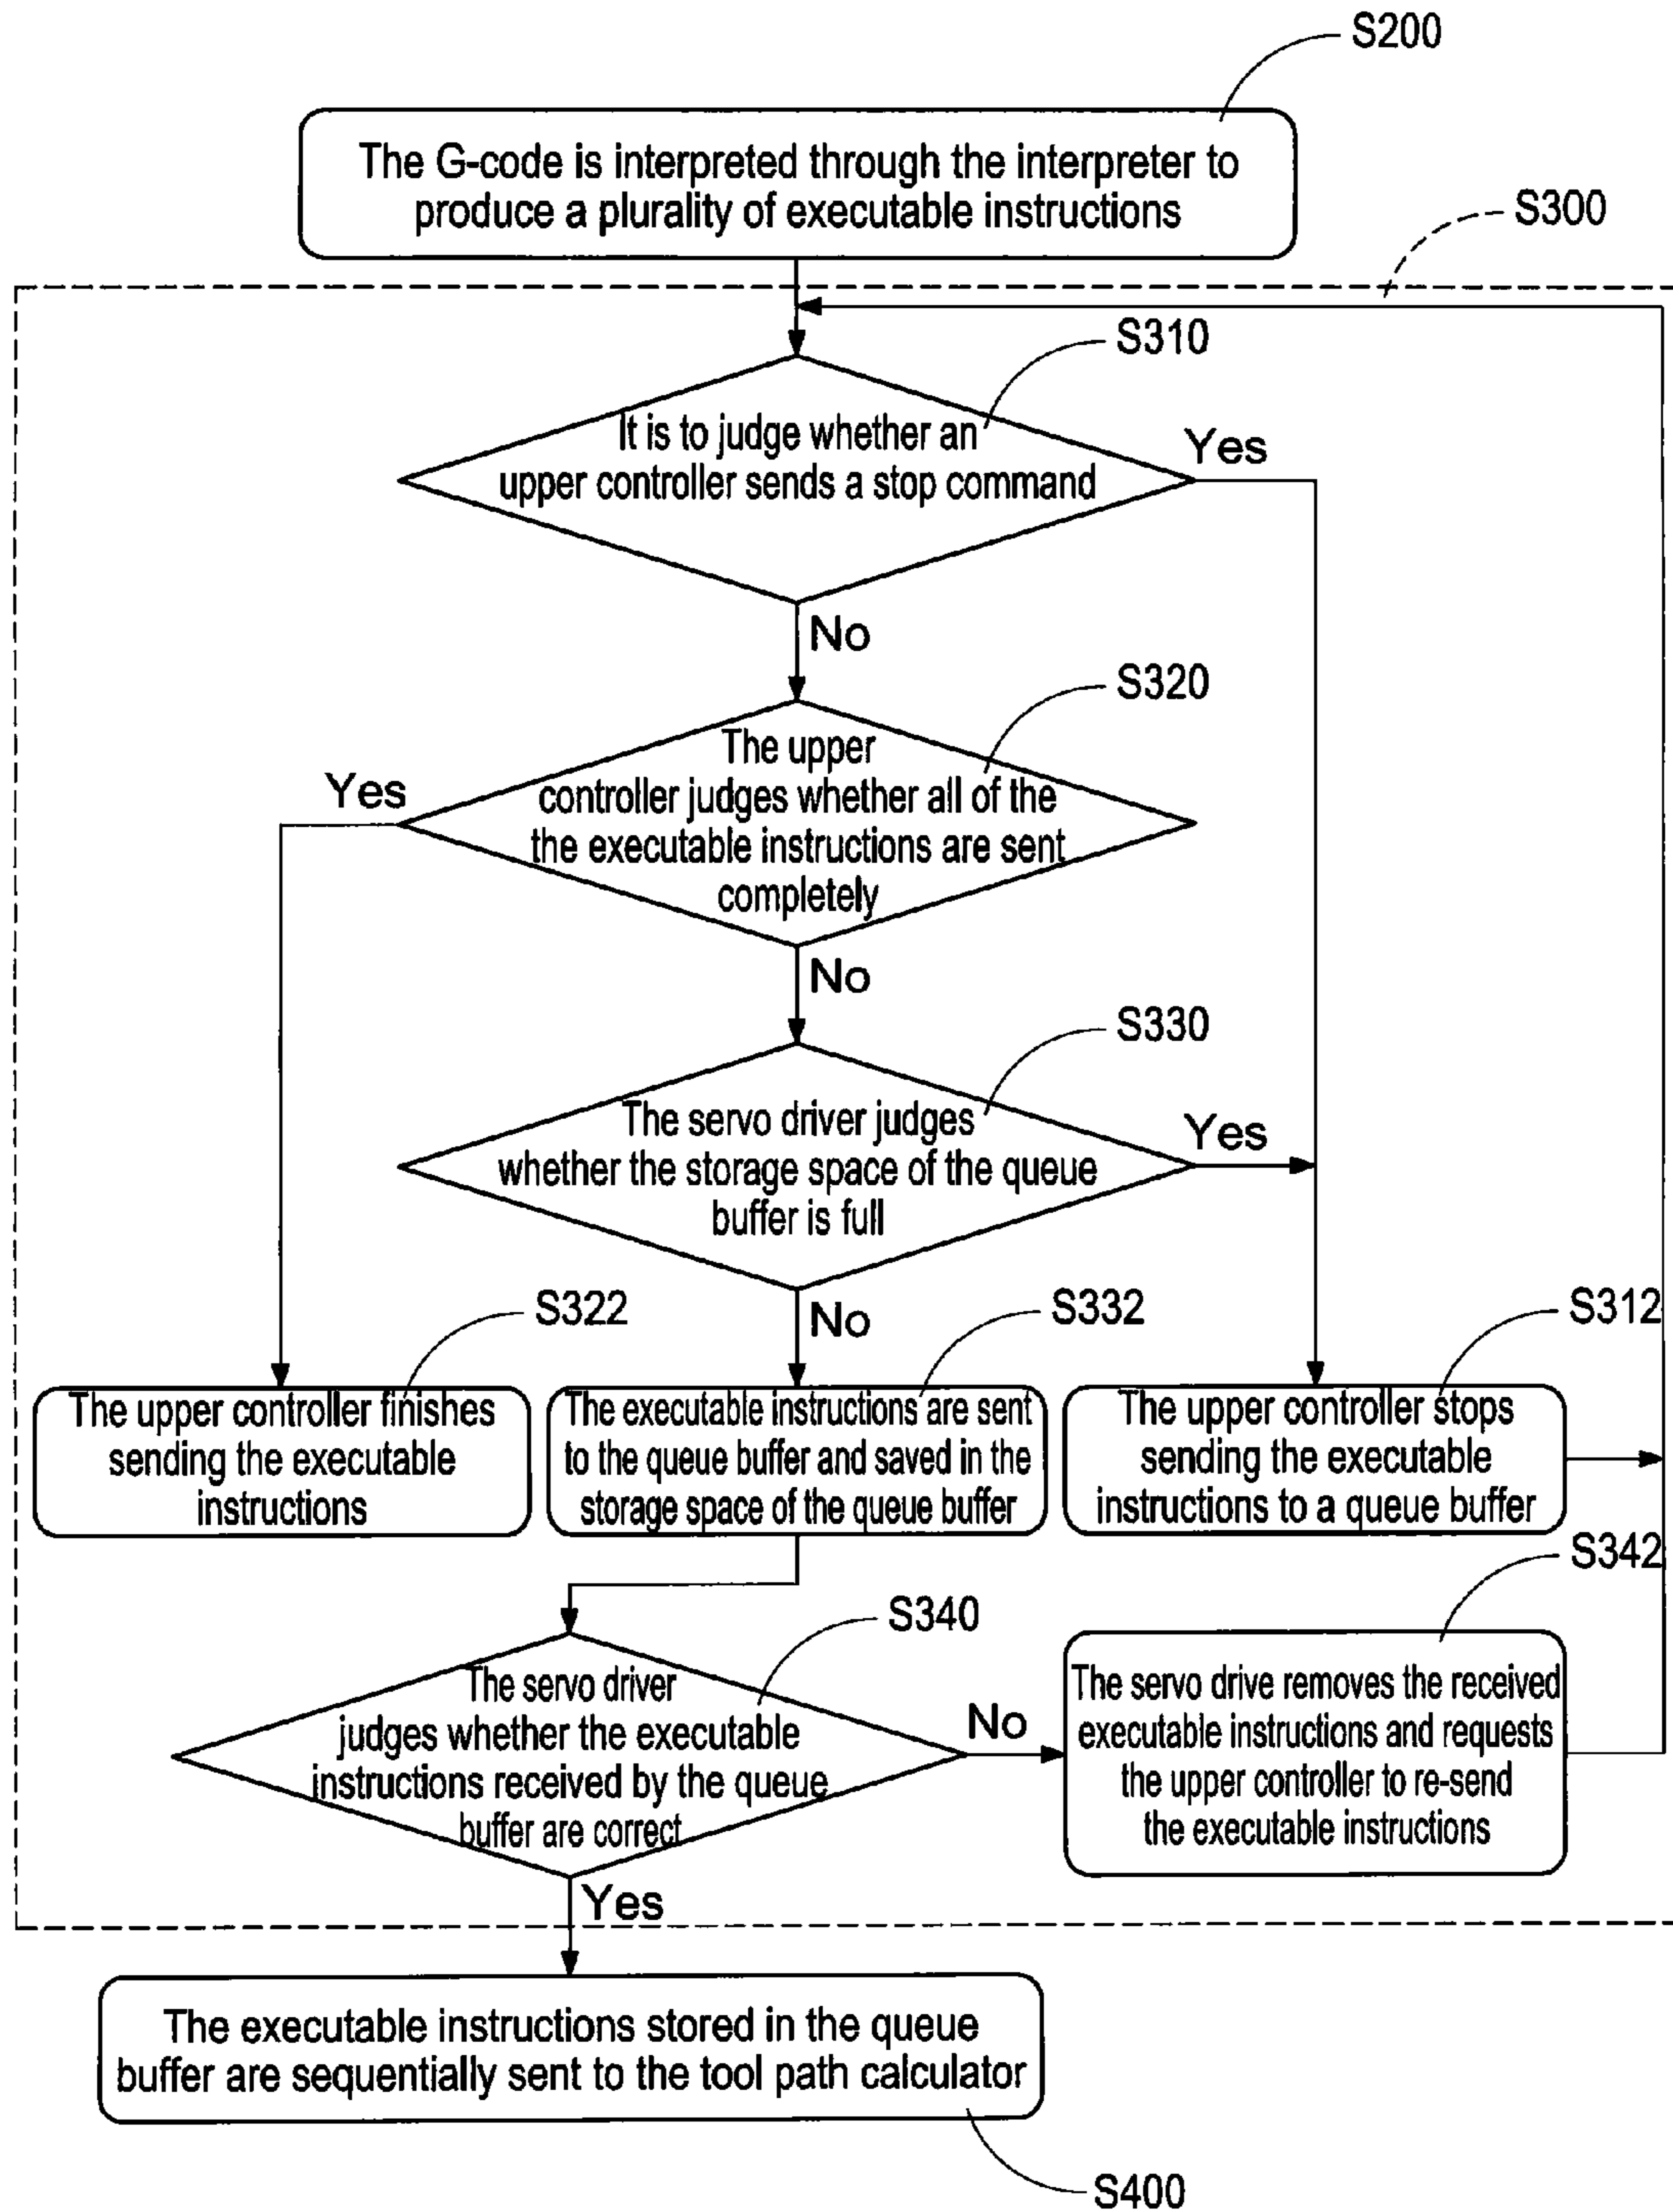 S200
The G-code is interpreted through the interpreter to
produce a plurality of executable instructions
S300
S310
It is to judge whether an
upper controller sends a stop command
Yes
No
S320
The upper
controller judges whether all of the
the executable instructions are sent
completely
Yes
No
S330
The servo driver judges
whether the storage space of the queue
buffer is full
Yes
No
S322
The upper controller finishes
sending the executable
instructions
S332
The executable instructions are sent
to the queue buffer and saved in the
storage space of the queue buffer
S312
The upper controller stops
sending the executable
instructions to a queue buffer
S340
The servo driver
judges whether the executable
instructions received by the queue
buffer are correct
No
S342
The servo drive removes the received
executable instructions and requests
the upper controller to re-send
the executable instructions
Yes
The executable instructions stored in the queue
buffer are sequentially sent to the tool path calculator
S400